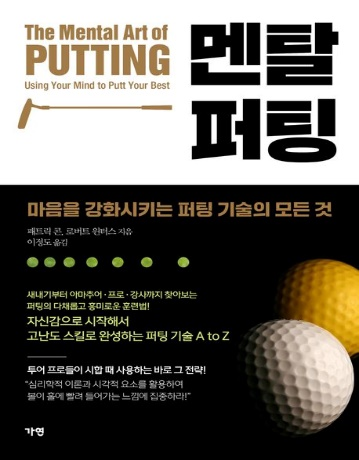 The Mental Art of
PUTTING
Using Your Mind to Putt Your Best
멘탈
퍼팅
마음을 강화시키는 퍼팅 기술의 모든 것
패트릭 콘, 로버트 윈터스 지음
이정도 옮김
새내기부터 아마추어·프로·강사까지 찾아보는
퍼팅의 다채롭고 흥미로운 훈련법!
자신감으로 시작해서
고난도 스킬로 완성하는 퍼팅 기술 A to Z
투어 프로들이 시합 때 사용하는 바로 그 전략!
“심리학적 이론과 시각적 요소를 활용하여
볼이 홀에 빨려 들어가는 느낌에 집중하라!”
가영